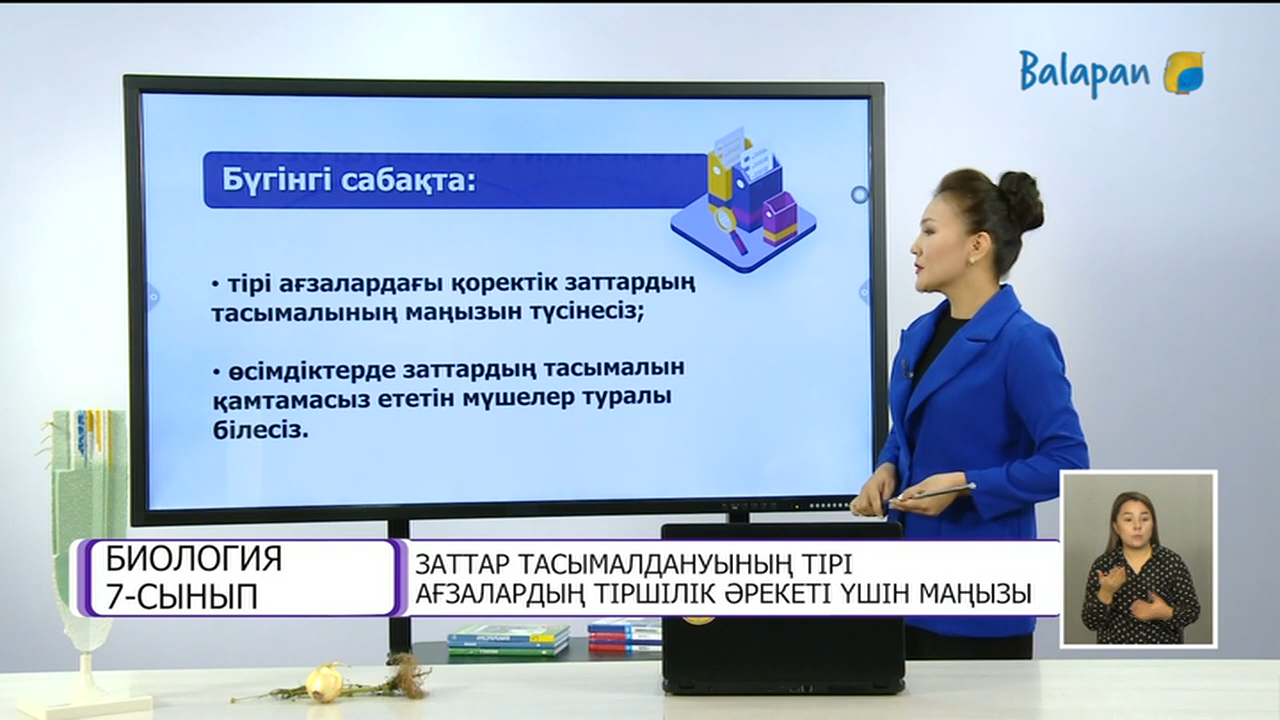 Balapan
Бүгінгі сабақта:
• тірі ағзалардағы қоректік заттардың
тасымалының маңызын түсінесіз;
• өсімдіктерде заттардың тасымалын
қамтамасыз ететін мүшелер туралы
білесіз.
БИОЛОГИЯ
7-СЫНЫП
ЗАТТАР ТАСЫМАЛДАНУЫНЫҢ ТІРІ
АҒЗАЛАРДЫҢ ТІРШІЛІК ӘРЕКЕТІ ҮШІН МАҢЫЗЫ